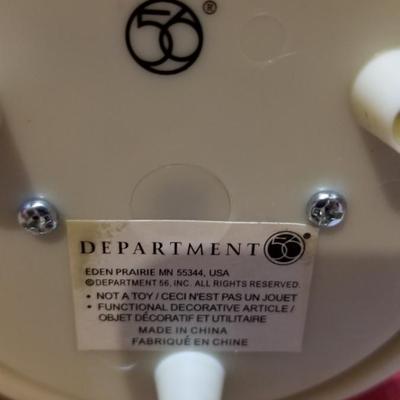 56®
DEPARTMENT 56®
EDEN PRAIRIE MN 55344, USA
©DEPARTMENT 56, INC. ALL RIGHTS RESERVED.
• NOT A TOY / CECI N'EST PAS UN JOUET
• FUNCTIONAL DECORATIVE ARTICLE /
OBJET DÉCORATIF ET UTILITAIRE
MADE IN CHINA
FABRIQUÉ EN CHINE